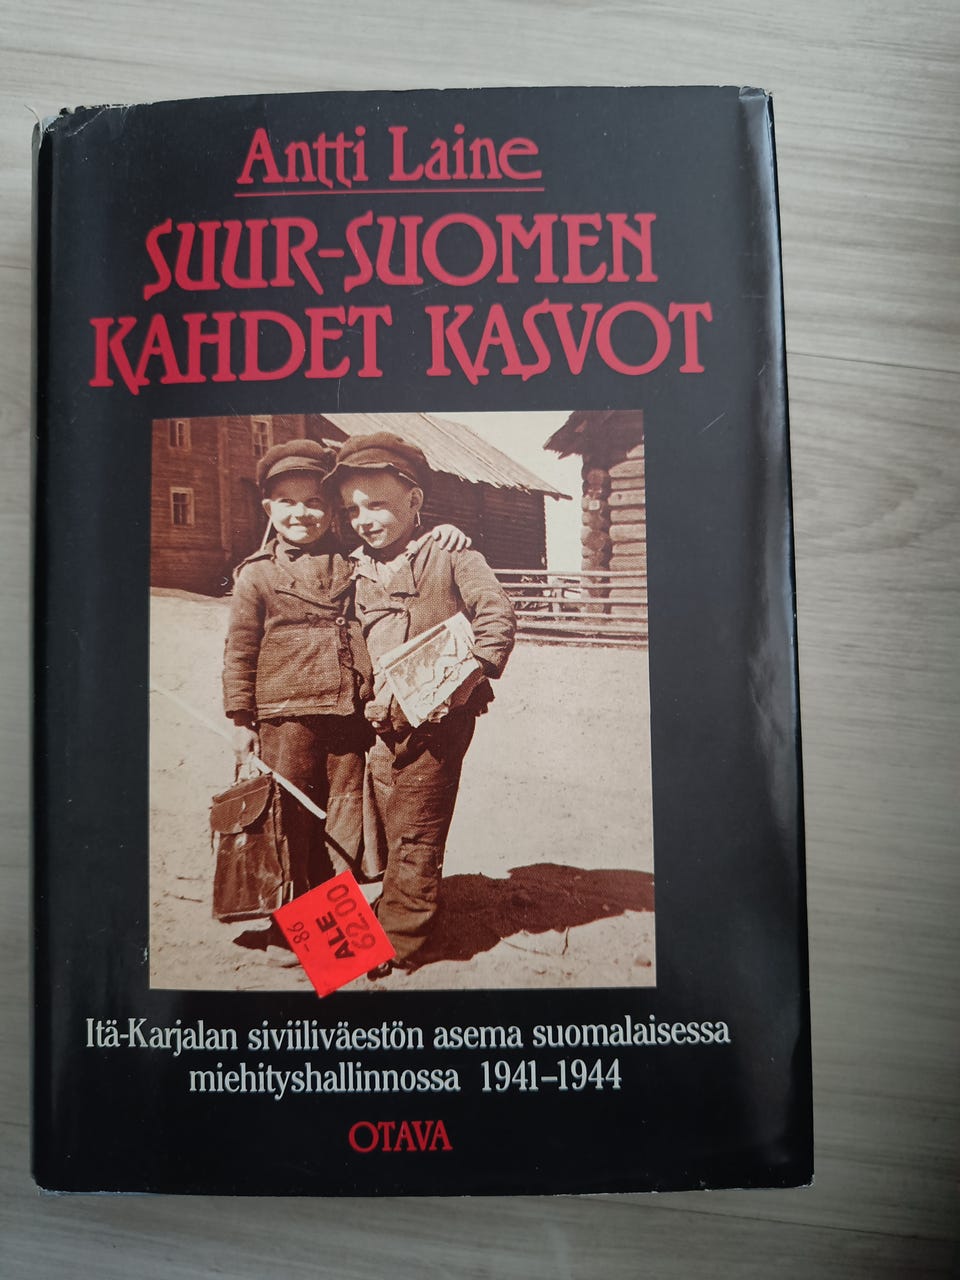 Antti Laine
SUUR-SUOMEN
KAHDET KASVOT
-86
ALE
62.00
Itä-Karjalan siviiliväestön asema suomalaisessa
miehityshallinnossa 1941–1944
OTAVA